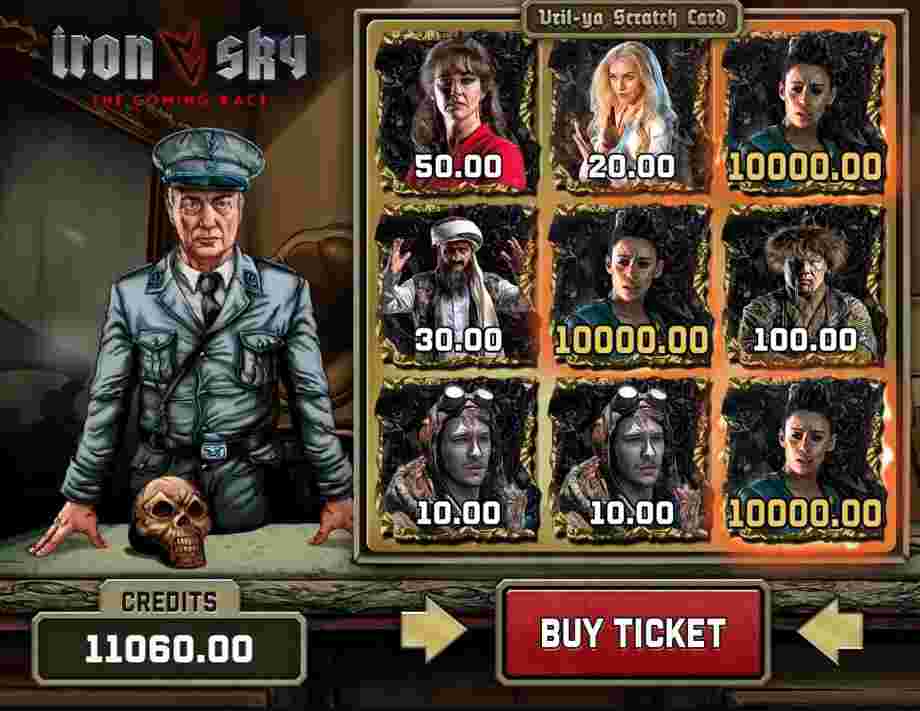 iron sky
THE COMING RACE
Vril-ya Scratch Card
50.00
20.00
10000.00
30.00
10000.00
100.00
10.00
10.00
10000.00
CREDITS
11060.00
BUY TICKET